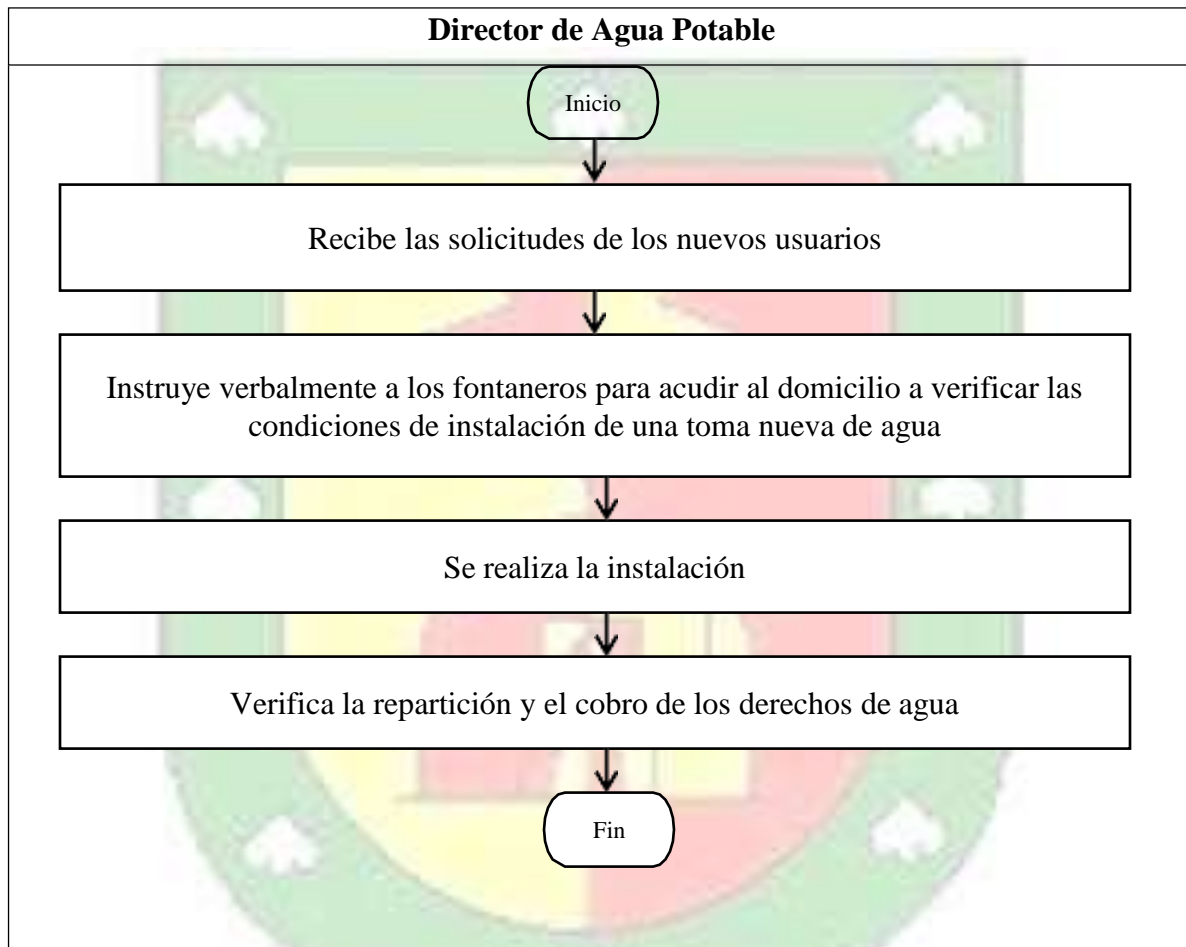 Director de Agua Potable
Inicio
Recibe las solicitudes de los nuevos usuarios
Instruye verbalmente a los fontaneros para acudir al domicilio a verificar las
condiciones de instalación de una toma nueva de agua
Se realiza la instalación
Verifica la repartición y el cobro de los derechos de agua
Fin